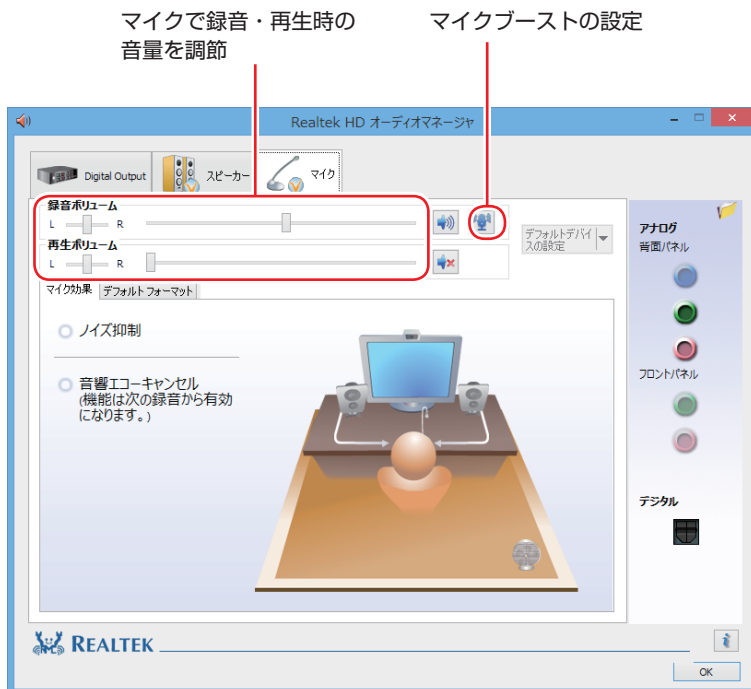 マイクで録音・再生時の
音量を調節
マイクブーストの設定
Realtek HD オーディオマネージャ
Digital Output
スピーカー
マイク
録音ボリューム
L R
再生ボリューム
L R
デフォルトデバイ
スの設定
マイク効果 デフォルト フォーマット
ノイズ抑制
音響エコーキャンセル
(機能は次の録音から有効
になります。)
アナログ
背面パネル
フロントパネル
デジタル
REALTEK
i
OK